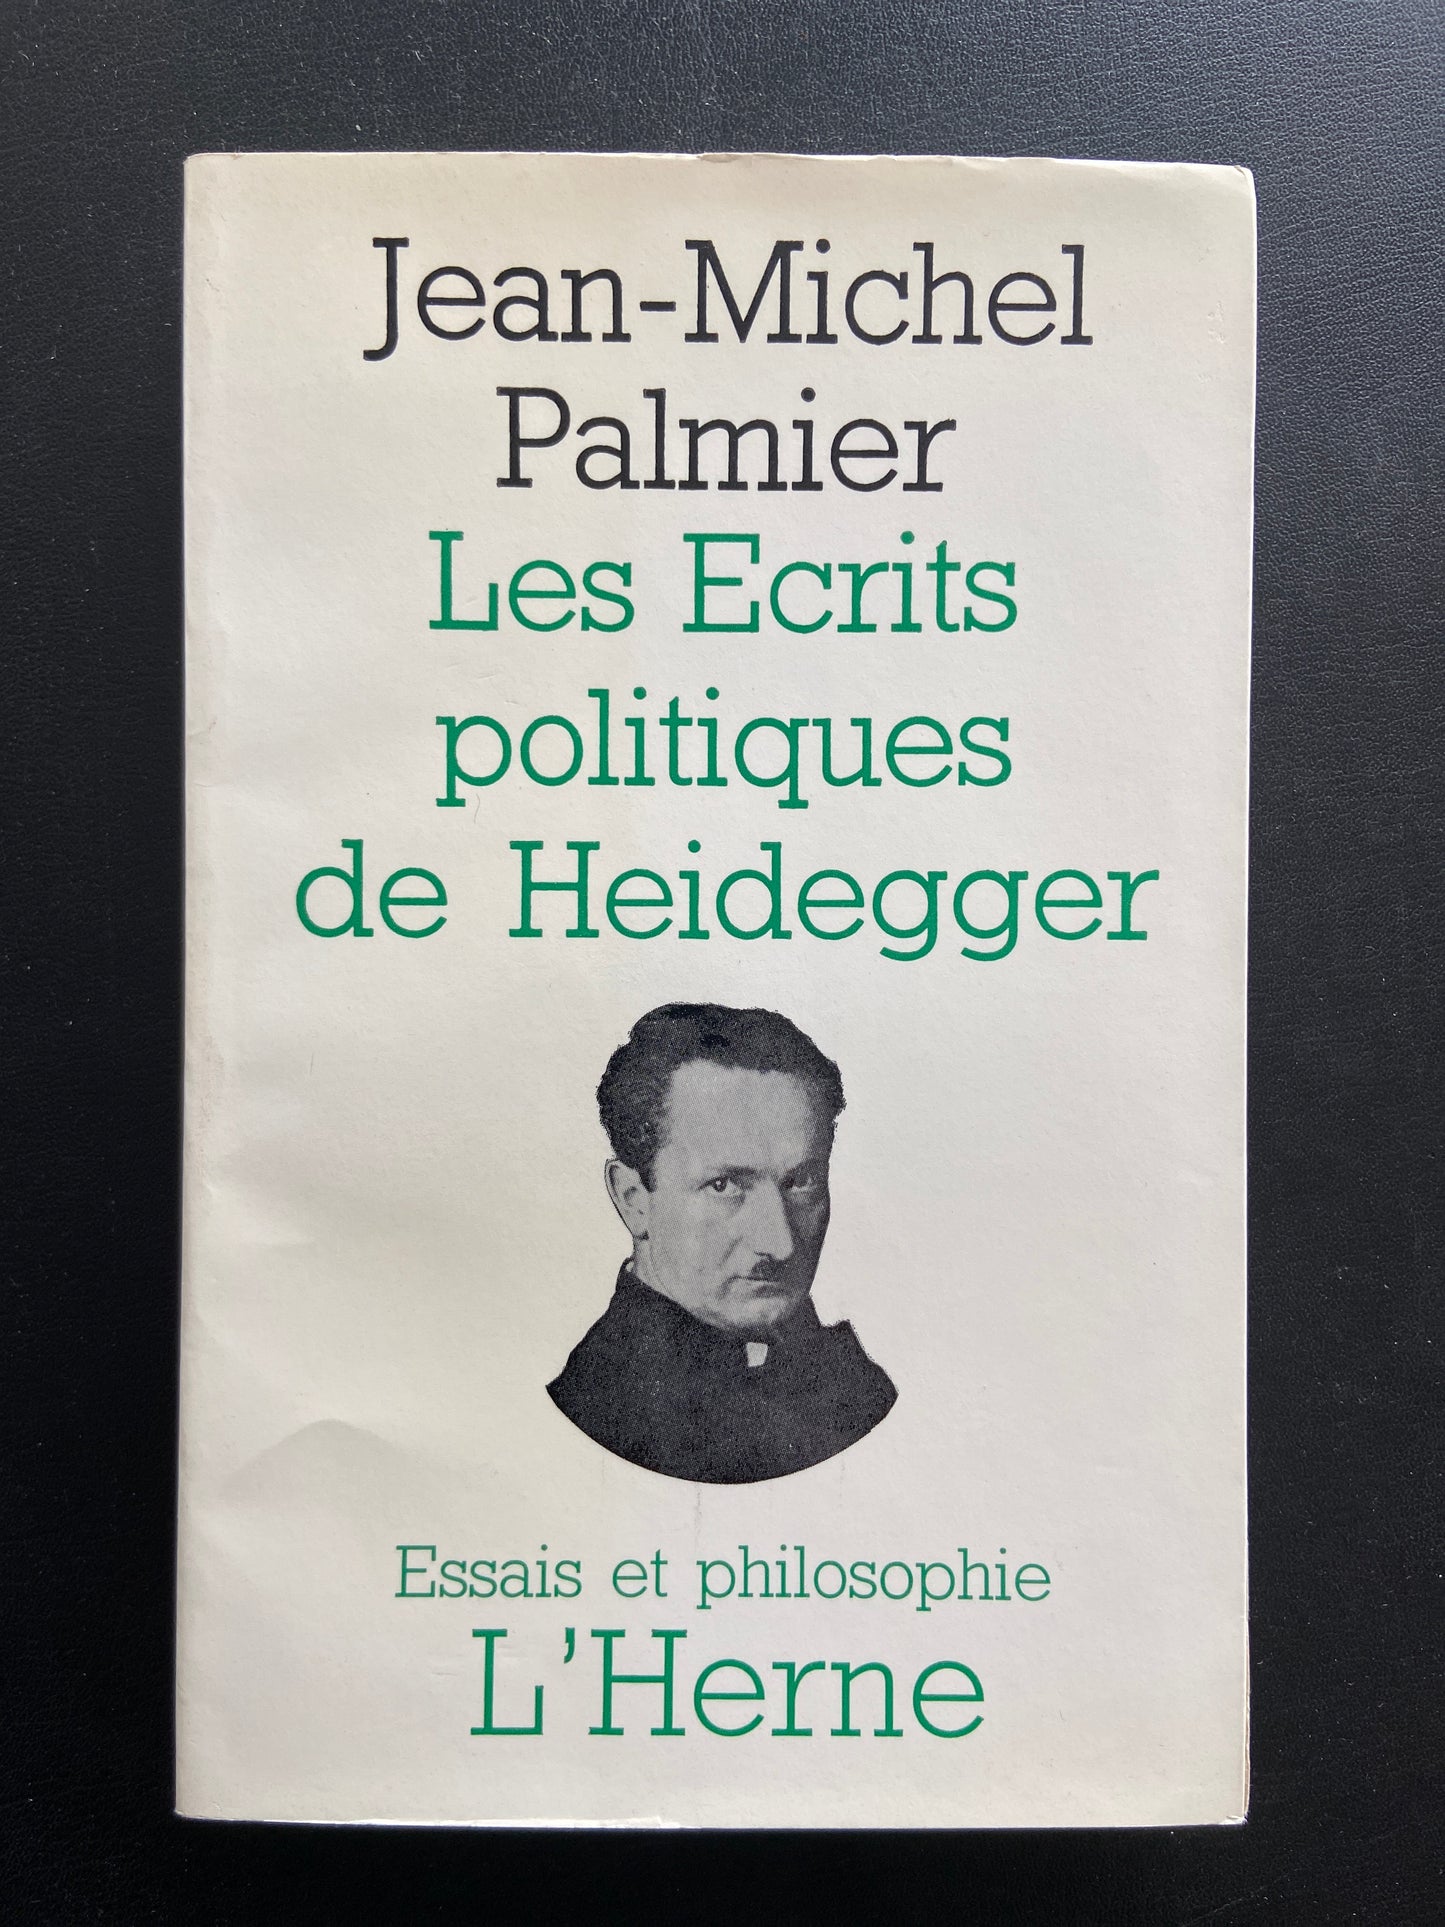 Jean-Michel
Palmier
Les Ecrits
politiques
de Heidegger
Essais et philosophie
L'Herne